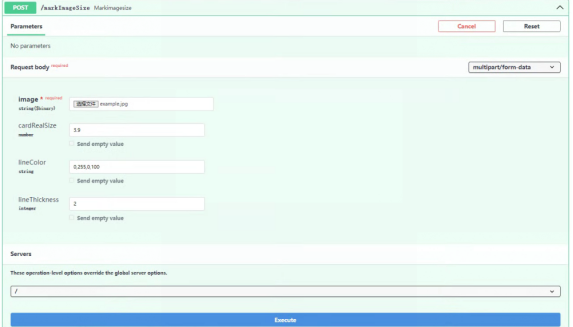 POST /markImageSize Markimagesize
Parameters
Cancel
Reset
No parameters
Request body required
multipart/form-data
image * required
string($binary)
选择文件 example.jpg
cardRealSize
number
3.9
Send empty value
lineColor
string
0,255,0,100
Send empty value
lineThickness
integer
2
Send empty value
Servers
These operation-level options override the global server options.
/
Execute